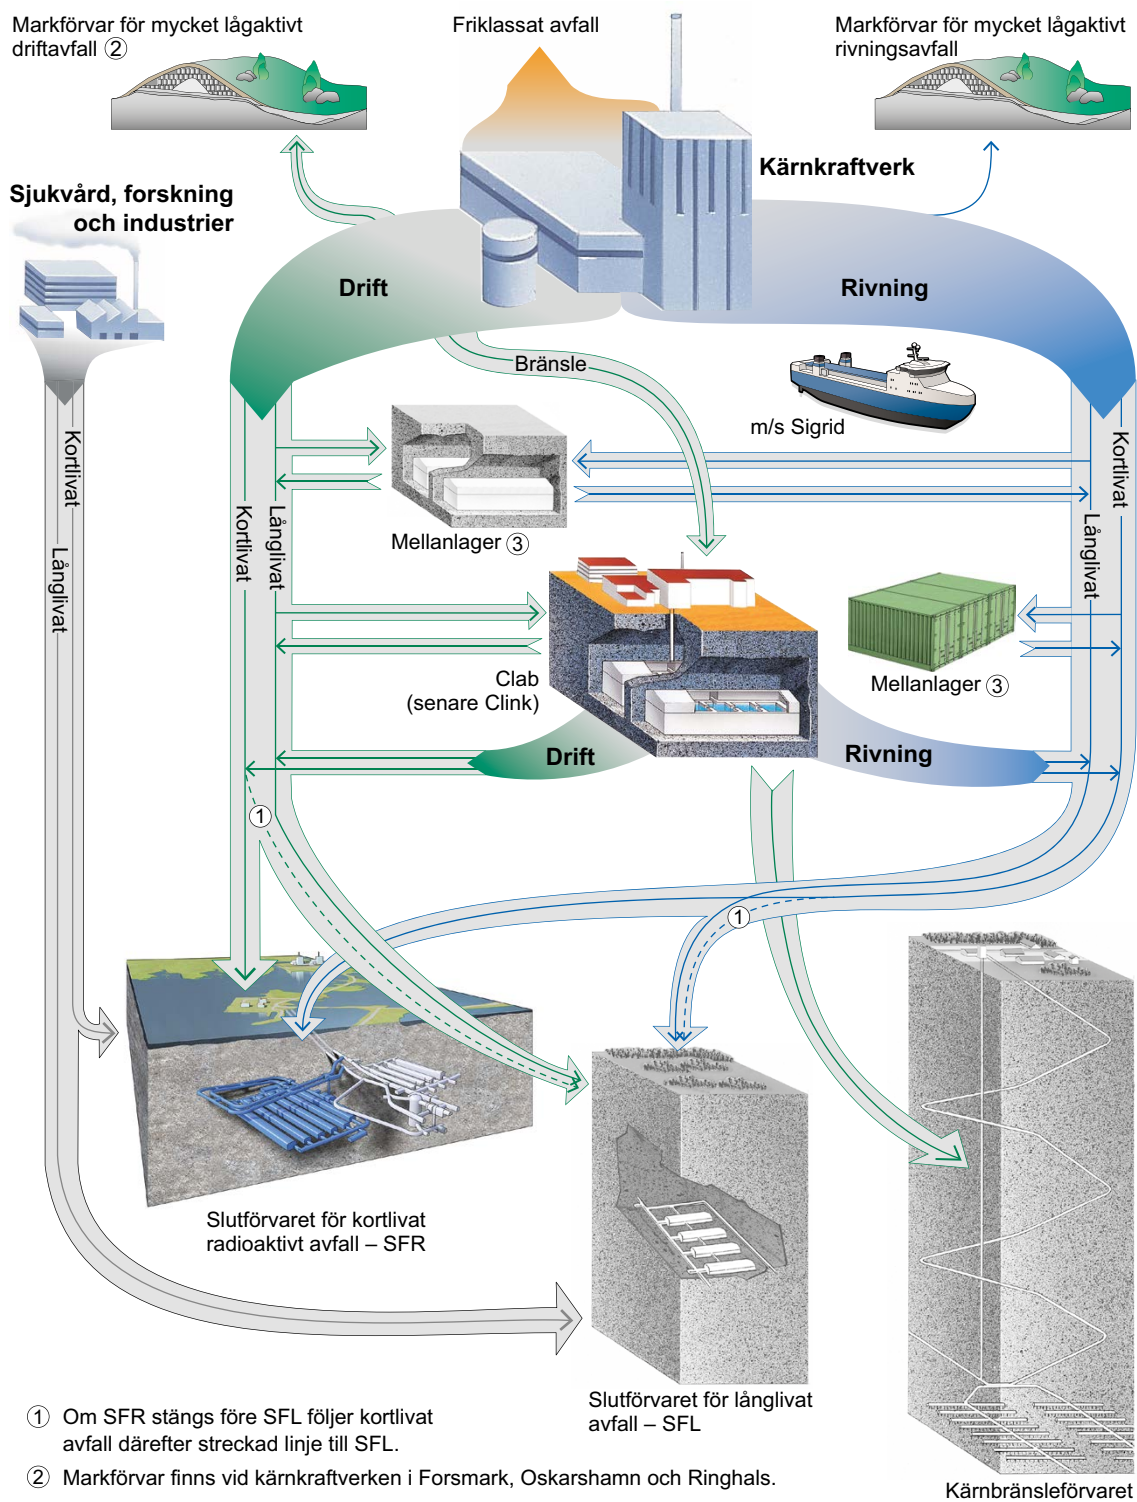 Markförvar för mycket lågaktivt
driftavfall ②
Friklassat avfall
Markförvar för mycket lågaktivt
rivningsavfall
Kärnkraftverk
Sjukvård, forskning
och industrier
Drift
Rivning
Bränsle
m/s Sigrid
Kortlivat
Långlivat
Kortlivat
Långlivat
Kortlivat
Långlivat
Mellanlager ③
Mellanlager ③
Clab
(senare Clink)
Drift
Rivning
①
①
Slutförvaret för kortlivat
radioaktivt avfall – SFR
Slutförvaret för långlivat
avfall – SFL
Kärnbränsleförvaret
① Om SFR stängs före SFL följer kortlivat
avfall därefter streckad linje till SFL.
② Markförvar finns vid kärnkraftverken i Forsmark, Oskarshamn och Ringhals.